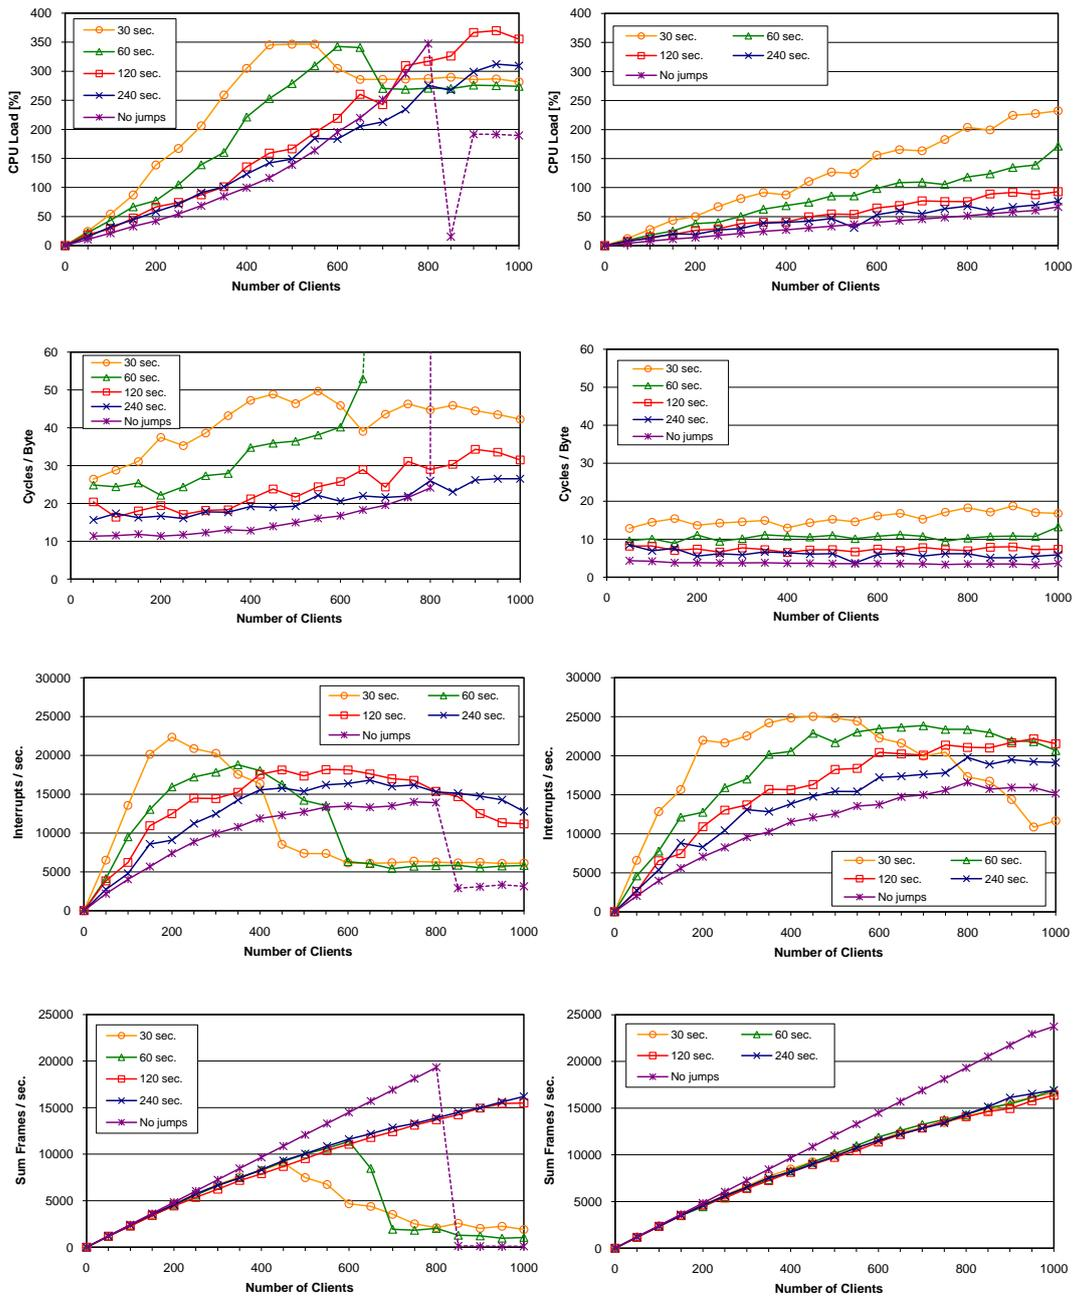 400
350
300
250
200
150
100
50
0
CPU Load [%]
30 sec.
60 sec.
120 sec.
240 sec.
No jumps
0 200 400 600 800 1000
Number of Clients
400
350
300
250
200
150
100
50
0
CPU Load [%]
30 sec. 60 sec.
120 sec. 240 sec.
No jumps
0 200 400 600 800 1000
Number of Clients
60
50
40
30
20
10
0
Cycles / Byte
30 sec.
60 sec.
120 sec.
240 sec.
No jumps
0 200 400 600 800 1000
Number of Clients
60
50
40
30
20
10
0
Cycles / Byte
30 sec.
60 sec.
120 sec.
240 sec.
No jumps
0 200 400 600 800 1000
Number of Clients
30000
25000
20000
15000
10000
5000
0
Interrupts / sec.
30 sec. 60 sec.
120 sec. 240 sec.
No jumps
0 200 400 600 800 1000
Number of Clients
30000
25000
20000
15000
10000
5000
0
Interrupts / sec.
30 sec. 60 sec.
120 sec. 240 sec.
No jumps
0 200 400 600 800 1000
Number of Clients
25000
20000
15000
10000
5000
0
Sum Frames / sec.
30 sec.
60 sec.
120 sec.
240 sec.
No jumps
0 200 400 600 800 1000
Number of Clients
25000
20000
15000
10000
5000
0
Sum Frames / sec.
30 sec. 60 sec.
120 sec. 240 sec.
No jumps
0 200 400 600 800 1000
Number of Clients